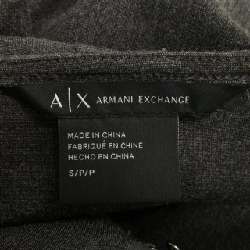 A|X ARMANI EXCHANGE
MADE IN CHINA
FABRIQUÉ EN CHINE
HECHO EN CHINA
S/P/P